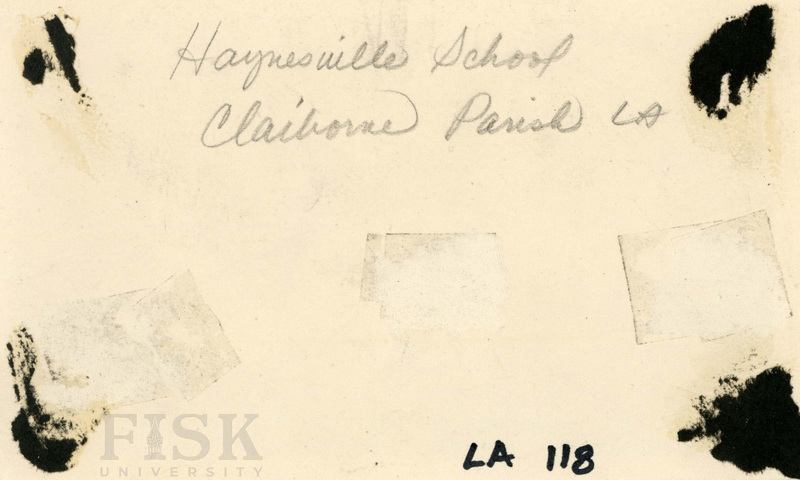 Haynesville School
Claiborne Parish LA
FISK
UNIVERSITY
LA 118